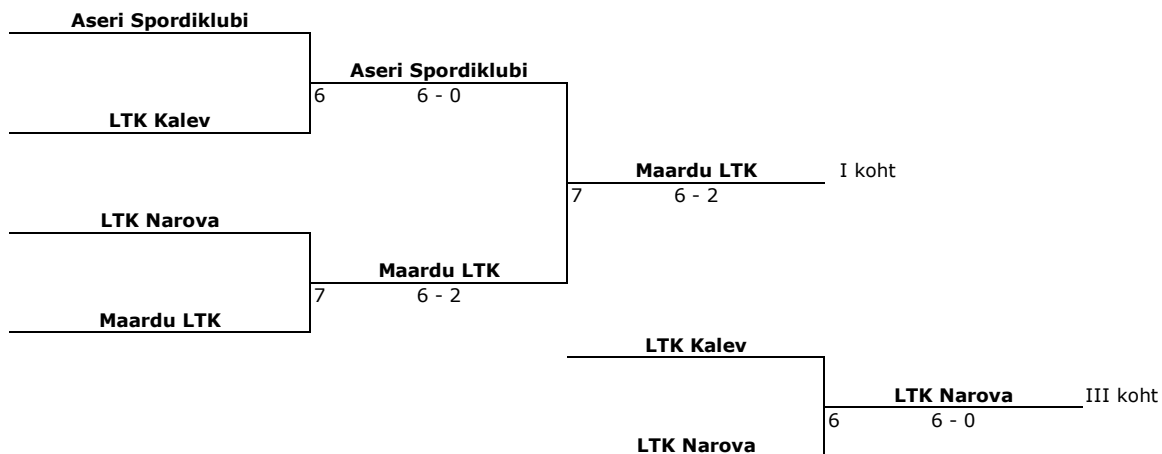 Aseri Spordiklubi
Aseri Spordiklubi
6 6 - 0
LTK Kalev
Maardu LTK I koht
7 6 - 2
LTK Narova
Maardu LTK
7 6 - 2
Maardu LTK
LTK Kalev
LTK Narova III koht
6 6 - 0
LTK Narova